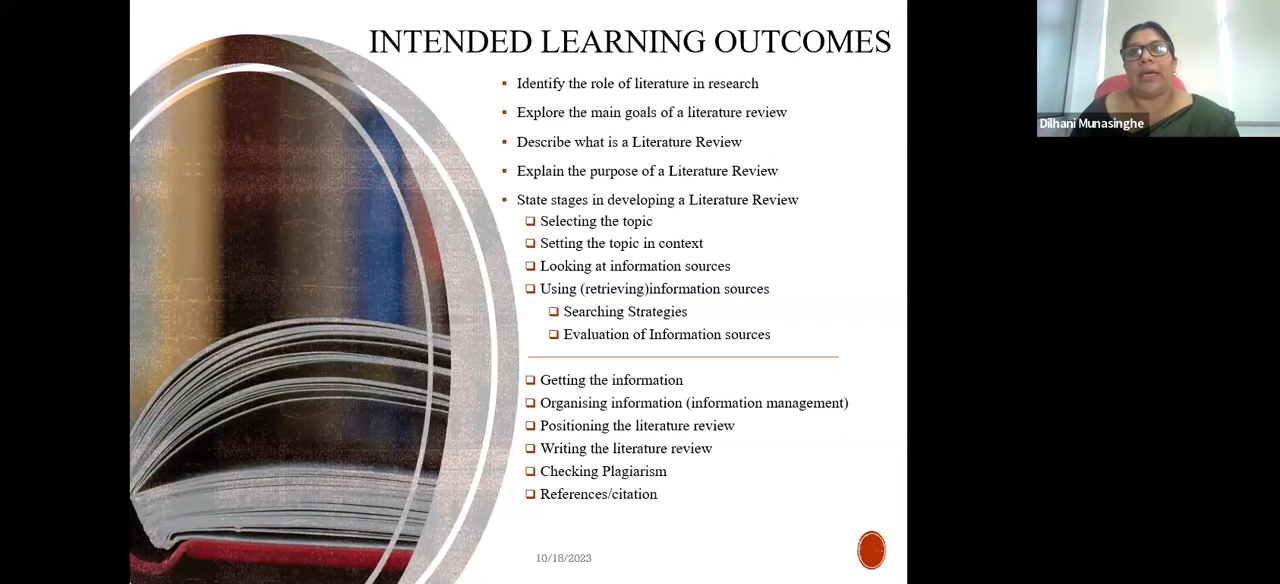 INTENDED LEARNING OUTCOMES
▪ Identify the role of literature in research
▪ Explore the main goals of a literature review
▪ Describe what is a Literature Review
▪ Explain the purpose of a Literature Review
▪ State stages in developing a Literature Review
❑ Selecting the topic
❑ Setting the topic in context
❑ Looking at information sources
❑ Using (retrieving)information sources
❑ Searching Strategies
❑ Evaluation of Information sources
❑ Getting the information
❑ Organising information (information management)
❑ Positioning the literature review
❑ Writing the literature review
❑ Checking Plagiarism
❑ References/citation
10/18/2023
Dilhani Munasinghe